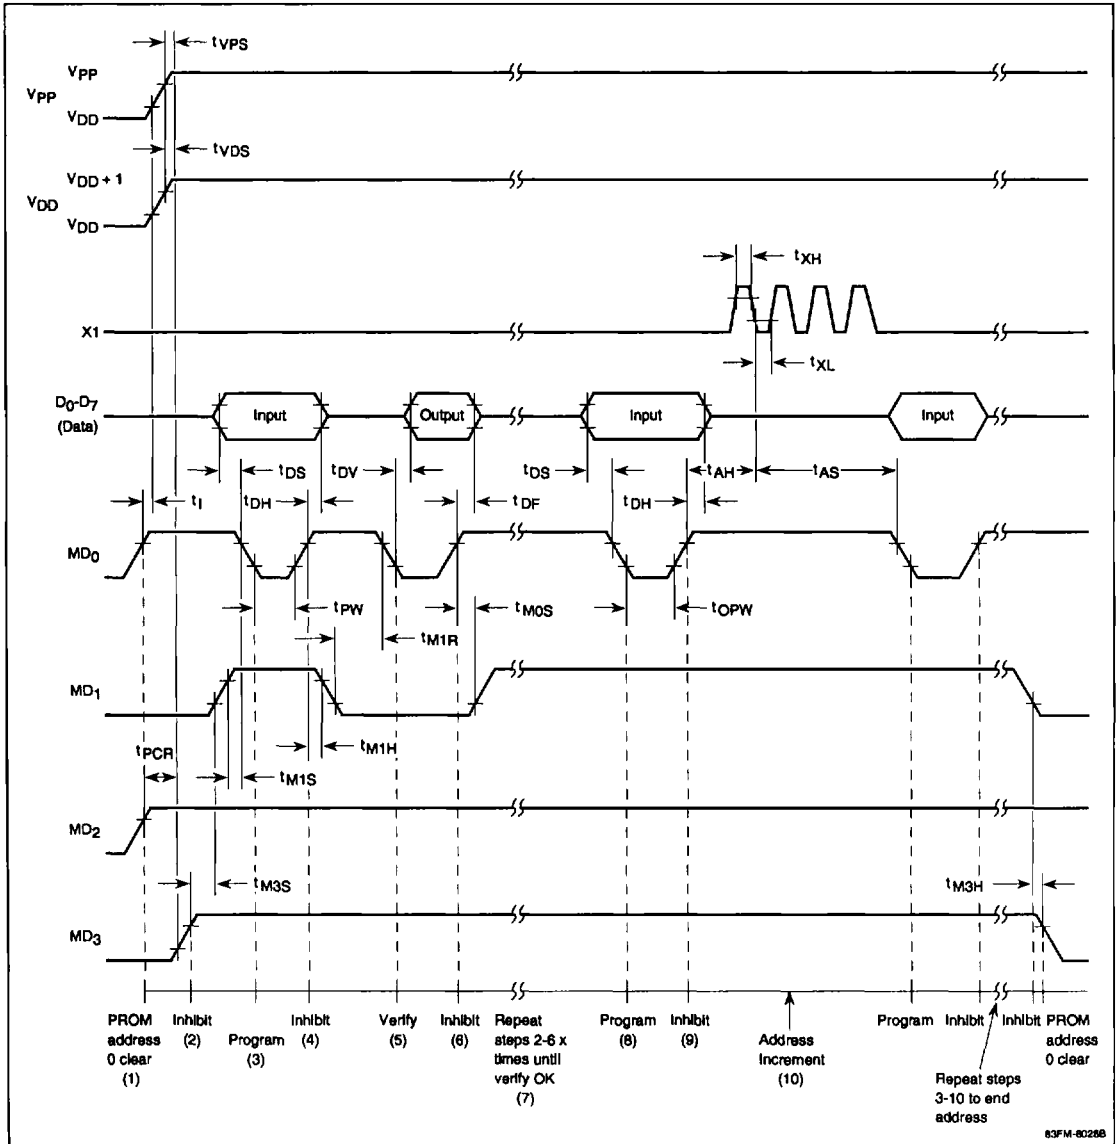 tVPS
VPP
VPP
VDD
tVDS
VDD + 1
VDD
VDD
tXH
X1
tXL
D0-D7
(Data)
Input
Output
Input
Input
tDS
tDV
tDS
tAH
tAS
tI
tDH
tDF
tDH
MD0
tPW
tM0S
tOPW
tM1R
MD1
tPCR
tM1H
tM1S
MD2
tM3S
tM3H
MD3
PROM
address
0 clear
(1)
Inhibit
(2)
Program
(3)
Inhibit
(4)
Verify
(5)
Inhibit
(6)
Repeat
steps 2-6 x
times until
verify OK
(7)
Program
(8)
Inhibit
(9)
Address
Increment
(10)
Program
Inhibit
Repeat steps
3-10 to end
address
Inhibit
PROM
address
0 clear
83FM-6026B